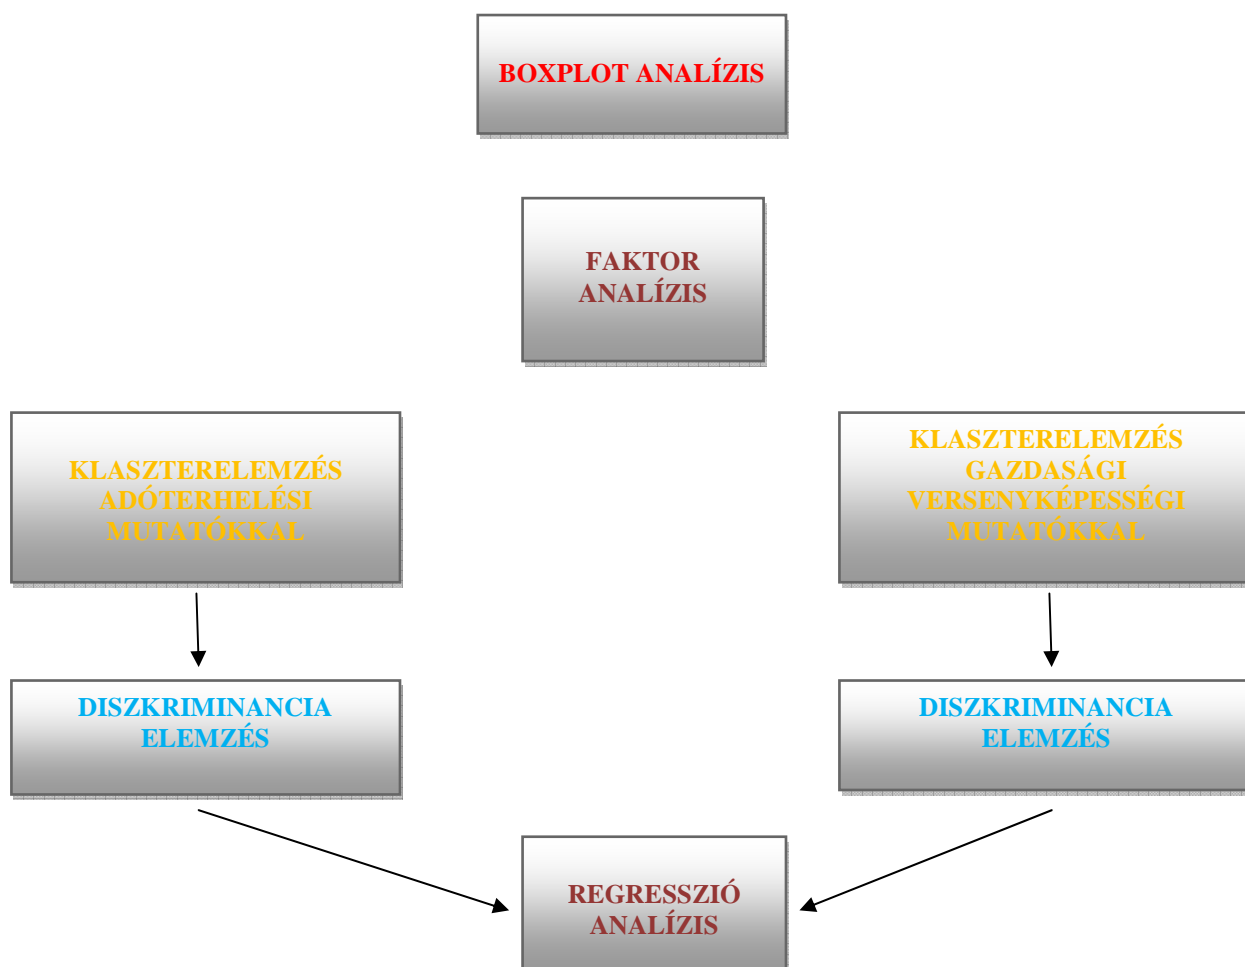 BOXPLOT ANALÍZIS
FAKTOR
ANALÍZIS
KLASZTERELEMZÉS
ADÓTERHELÉSI
MUTATÓKKAL
KLASZTERELEMZÉS
GAZDASÁGI
VERSENYKÉPESSÉGI
MUTATÓKKAL
DISZKRIMINANCIA
ELEMZÉS
DISZKRIMINANCIA
ELEMZÉS
REGRESSZIÓ
ANALÍZIS